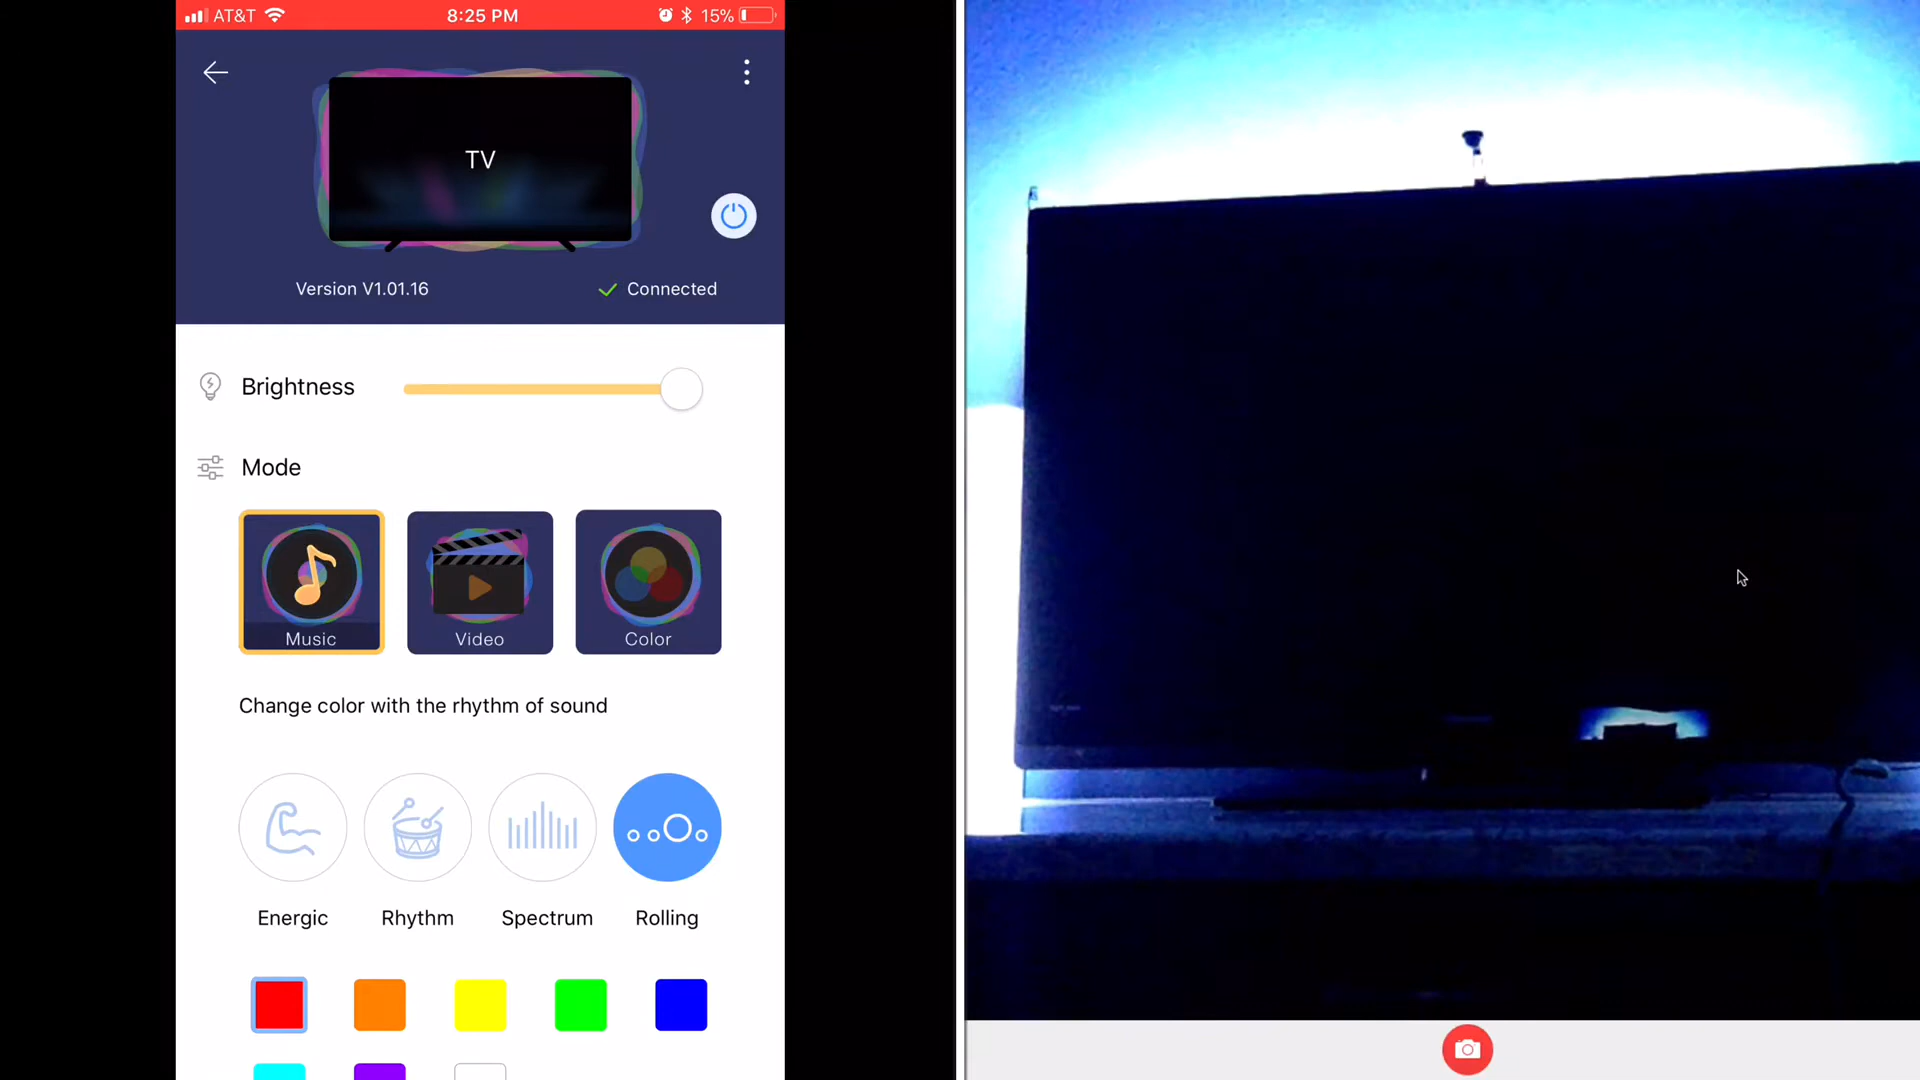 AT&T 8:25 PM 15%
TV
Version V1.01.16 Connected
Brightness
Mode
Music Video Color
Change color with the rhythm of sound
Energic Rhythm Spectrum Rolling